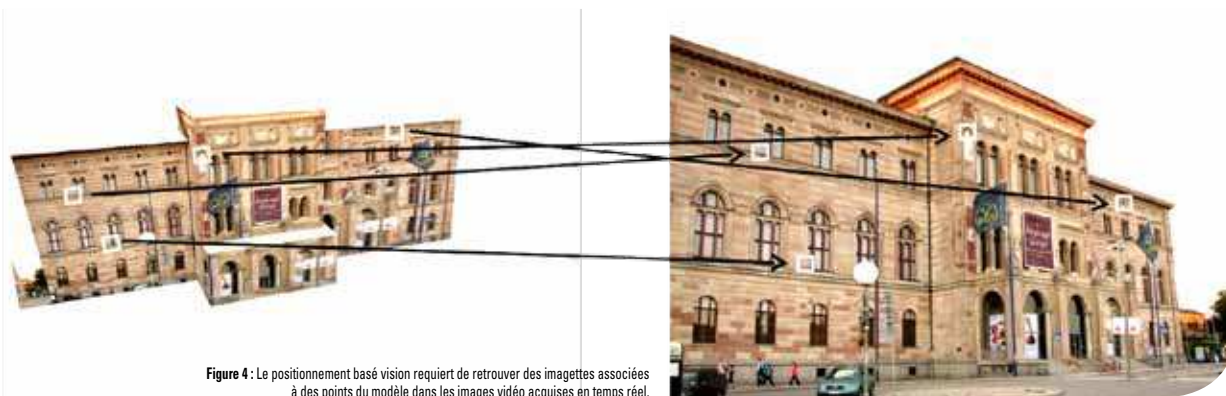 Figure 4 : Le positionnement basé vision requiert de retrouver des imagettes associées
à des points du modèle dans les images vidéo acquises en temps réel.